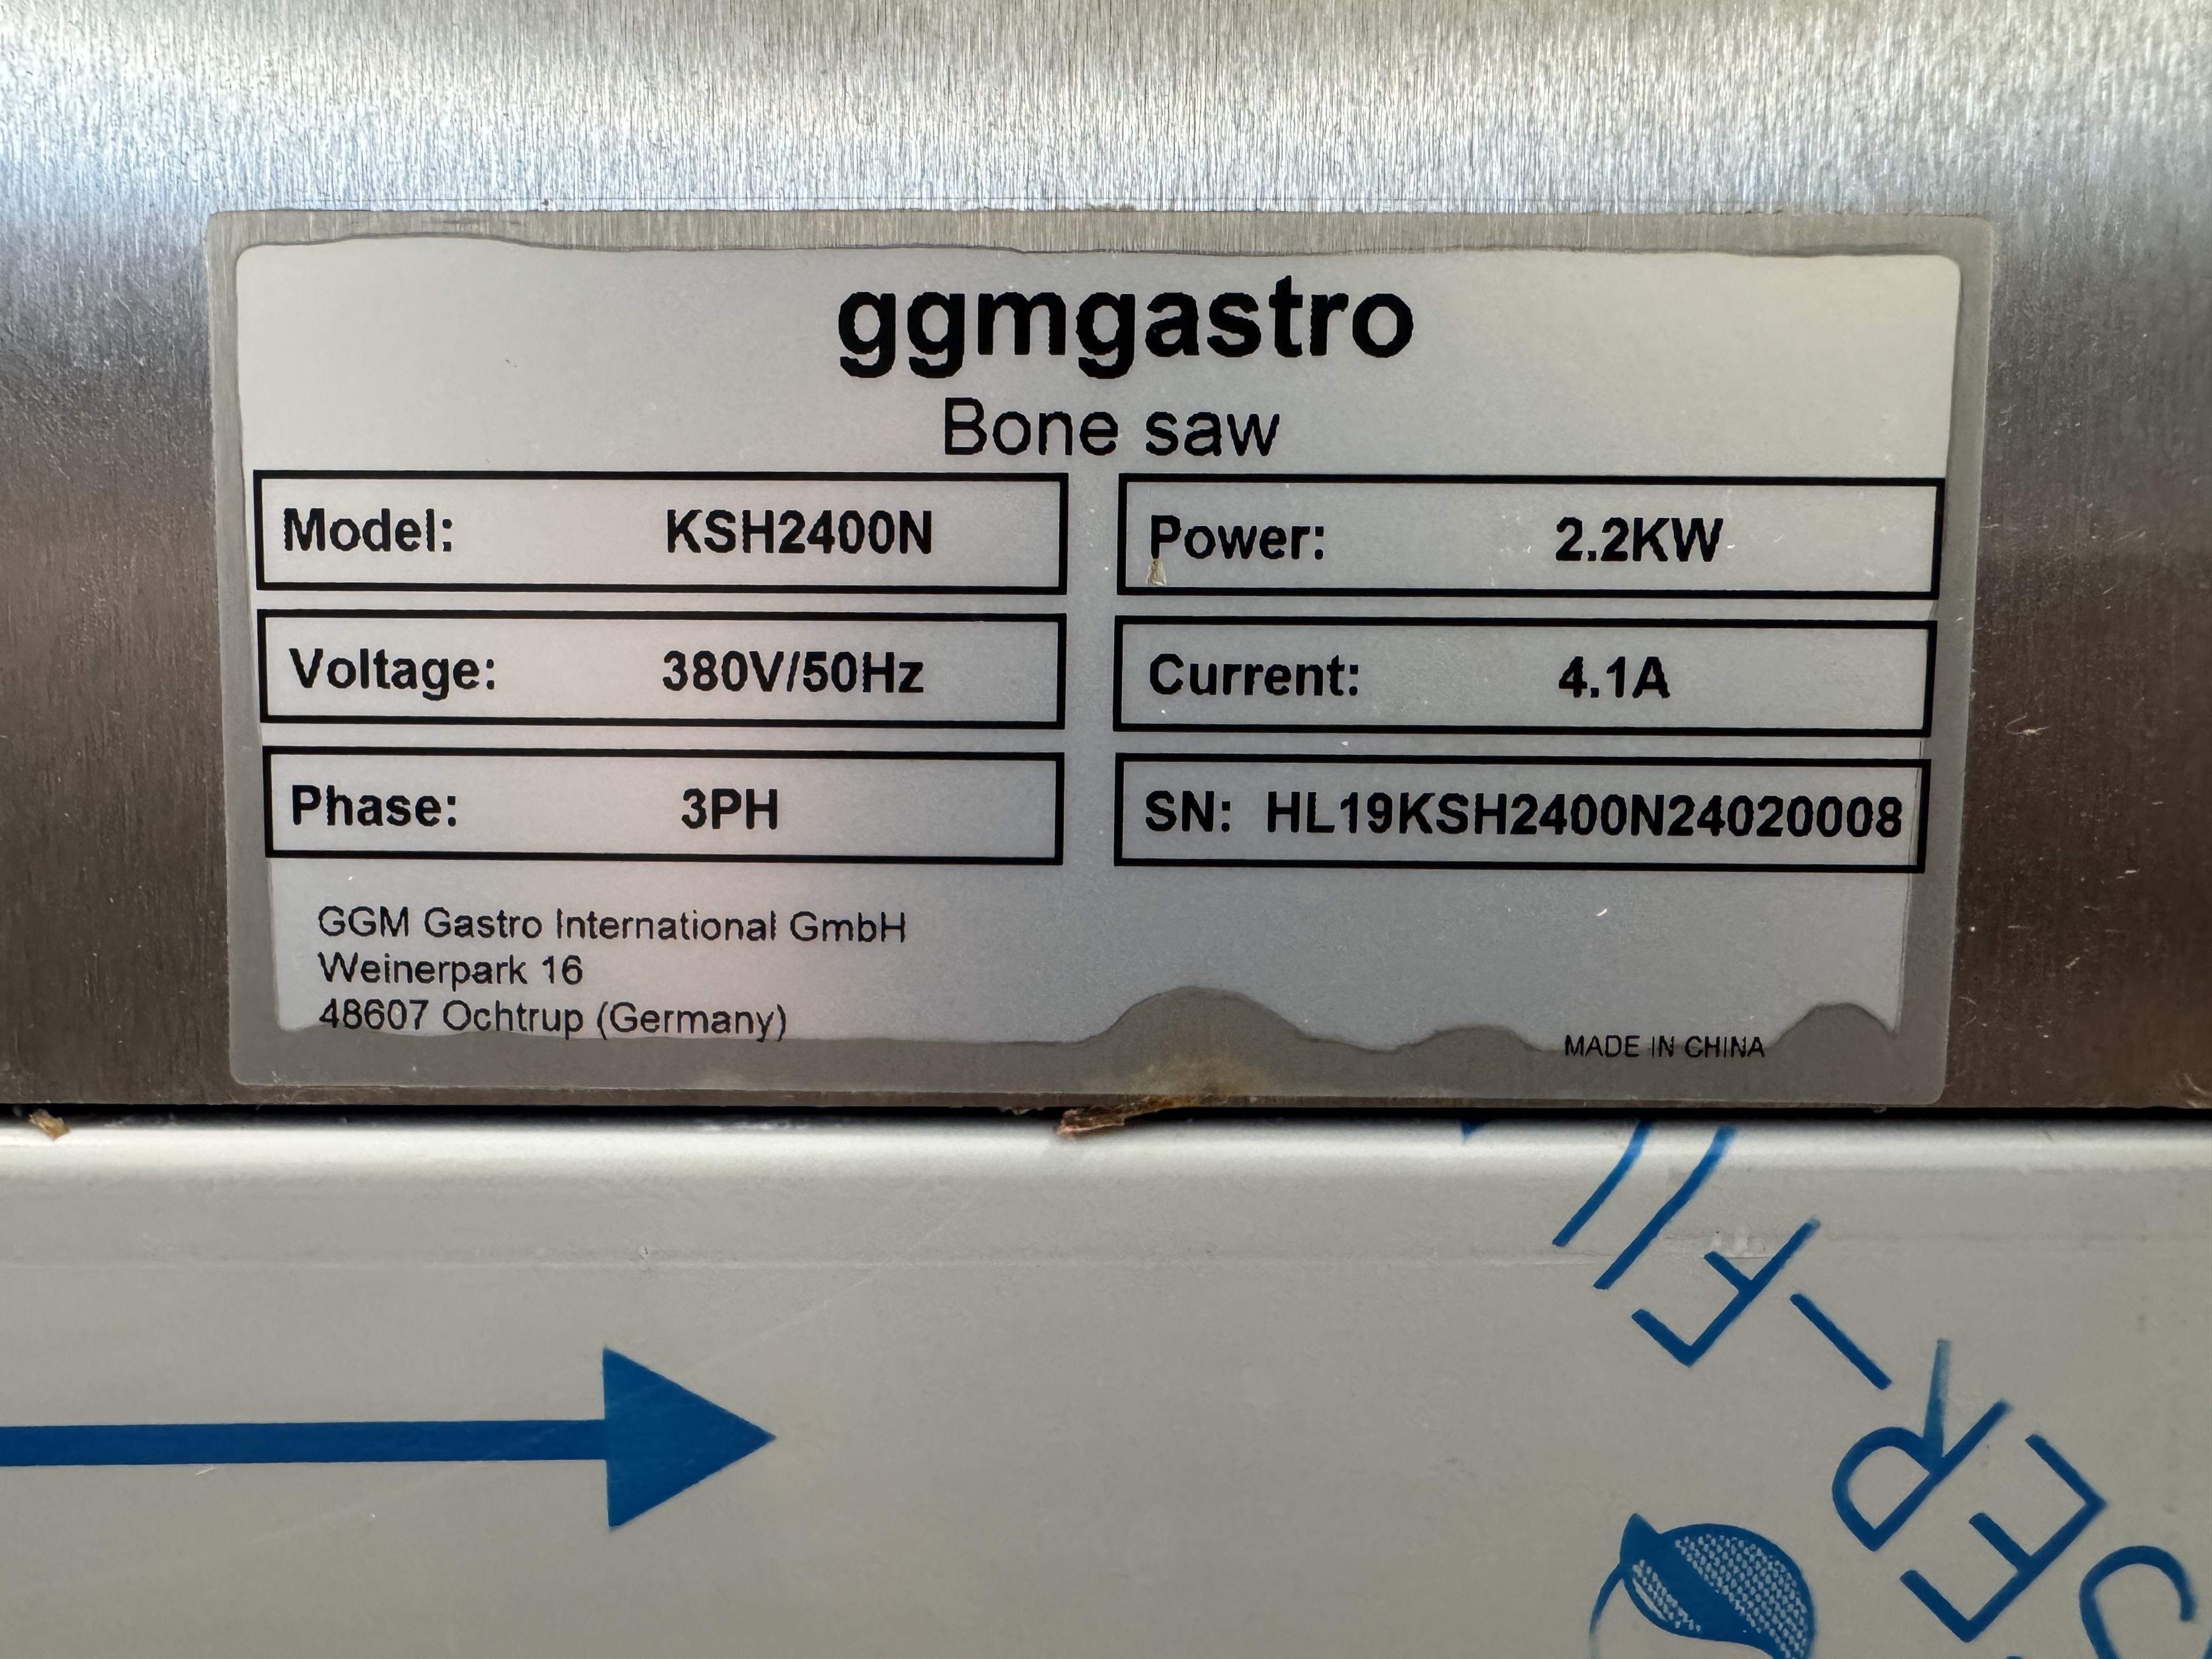 ggmgastro
Bone saw
Model: KSH2400N
Power: 2.2KW
Voltage: 380V/50Hz
Current: 4.1A
Phase: 3PH
SN: HL19KSH2400N24020008
GGM Gastro International GmbH
Weinerpark 16
48607 Ochtrup (Germany)
MADE IN CHINA